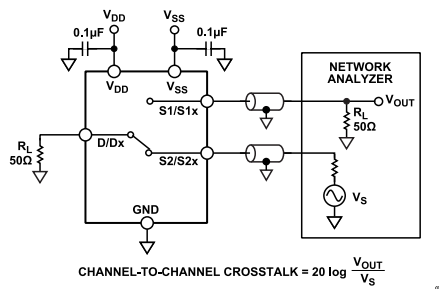 VDD
VSS
0.1µF
0.1µF
VDD
VSS
NETWORK
ANALYZER
S1/S1x
VOUT
RL
50Ω
RL
50Ω
D/Dx
S2/S2x
VS
GND
CHANNEL-TO-CHANNEL CROSSTALK = 20 log VOUT
VS